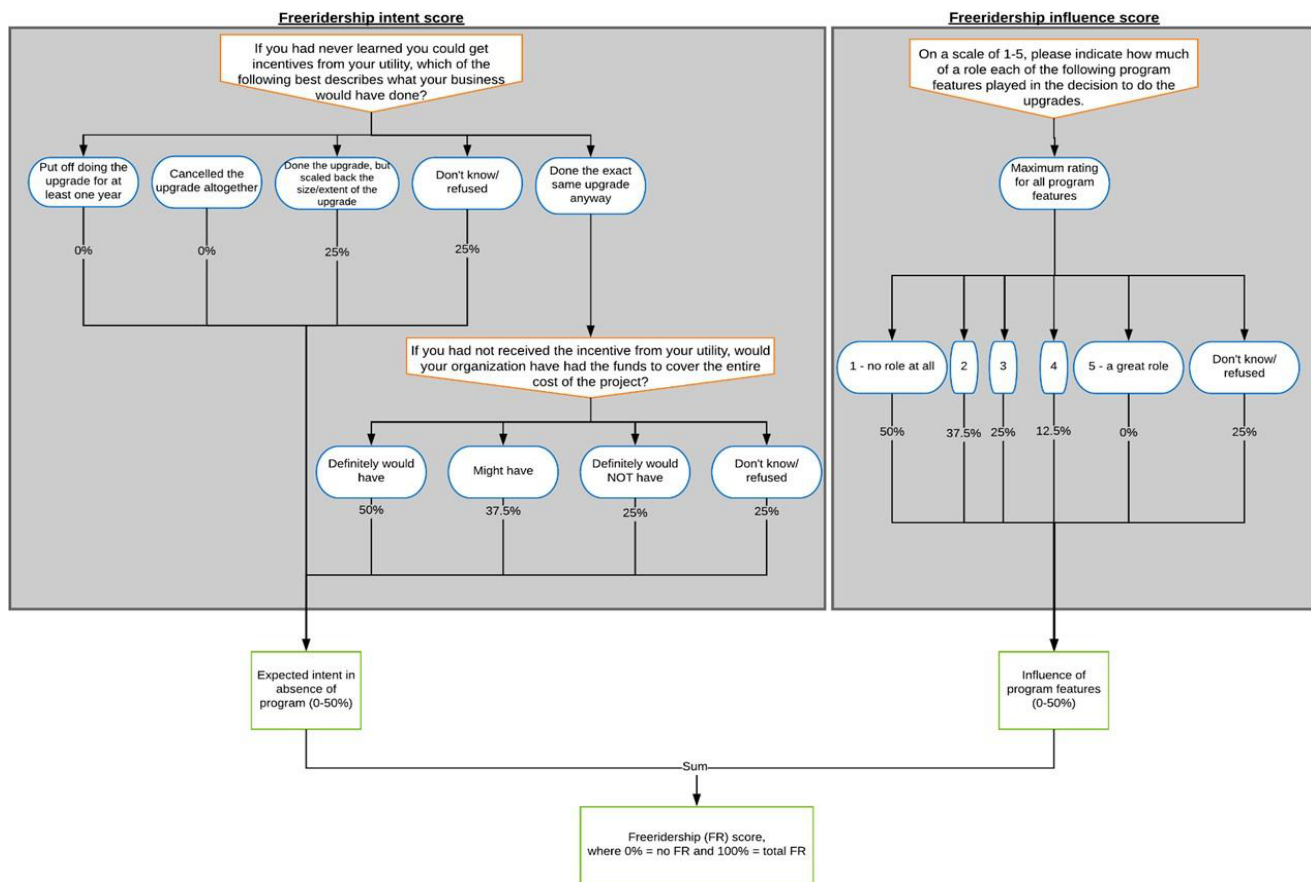 Freeridership intent score
If you had never learned you could get
incentives from your utility, which of the
following best describes what your business
would have done?
Put off doing the
upgrade for at
least one year
Cancelled the
upgrade altogether
Done the upgrade, but
scaled back the
size/extent of the
upgrade
Don't know/
refused
Done the exact
same upgrade
anyway
0%
0%
25%
25%
If you had not received the incentive from your utility, would
your organization have had the funds to cover the entire
cost of the project?
Definitely would
have
Might have
Definitely would
NOT have
Don't know/
refused
50%
37.5%
25%
25%
Freeridership influence score
On a scale of 1-5, please indicate how much
of a role each of the following program
features played in the decision to do the
upgrades.
Maximum rating
for all program
features
1 - no role at all
2
3
4
5 - a great role
Don't know/
refused
50%
37.5%
25%
12.5%
0%
25%
Expected intent in
absence of
program (0-50%)
Influence of
program features
(0-50%)
Sum
Freeridership (FR) score,
where 0% = no FR and 100% = total FR